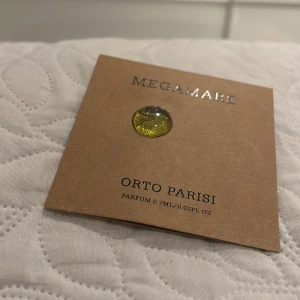 MEGAMARE
ORTO PARISI
PARFUM 0.7ML/0.02FL OZ